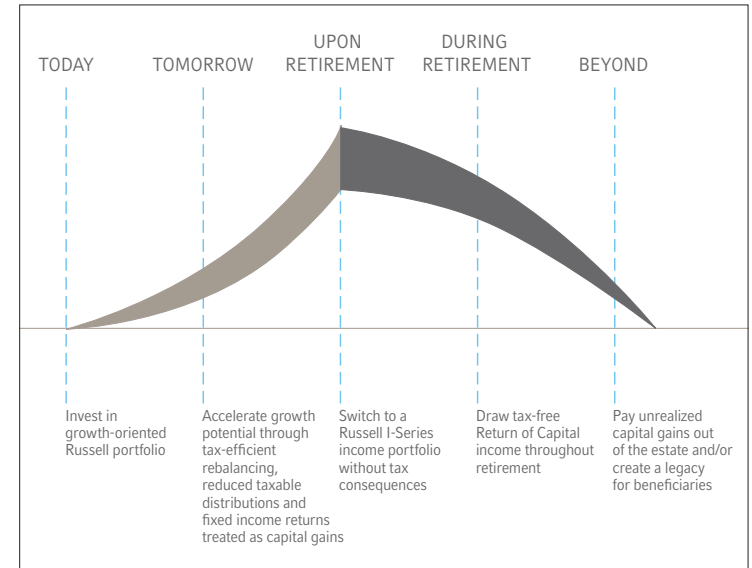 TODAY
TOMORROW
UPON
RETIREMENT
DURING
RETIREMENT
BEYOND
Invest in
growth-oriented
Russell portfolio
Accelerate growth
potential through
tax-efficient
rebalancing,
reduced taxable
distributions and
fixed income returns
treated as capital gains
Switch to a
Russell I-Series
income portfolio
without tax
consequences
Draw tax-free
Return of Capital
income throughout
retirement
Pay unrealized
capital gains out
of the estate and/or
create a legacy
for beneficiaries